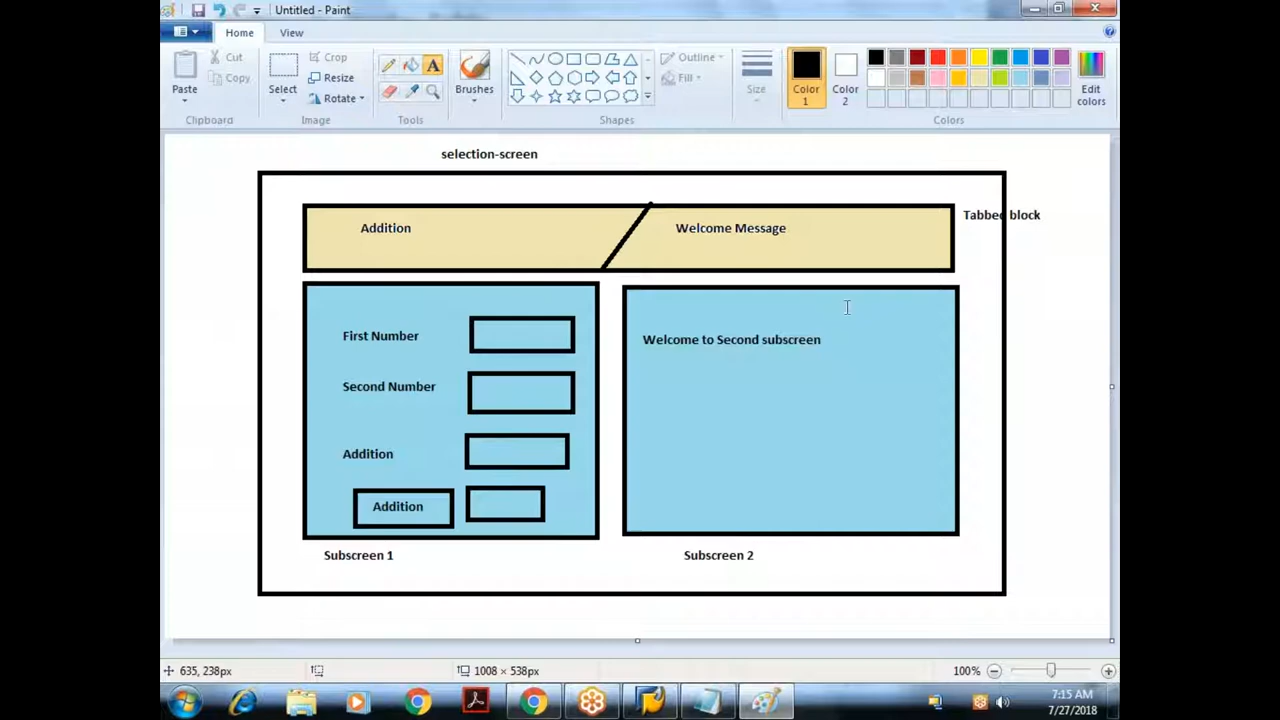 Untitled - Paint
Home
View
Paste
Cut
Copy
Clipboard
Select
Crop
Resize
Rotate
Image
Tools
Brushes
Shapes
Outline
Fill
Size
Color 1
Color 2
Edit colors
Colors
selection-screen
Addition
Welcome Message
Tabbed block
First Number
Second Number
Addition
Addition
Welcome to Second subscreen
Subscreen 1
Subscreen 2
635, 238px
1008 × 538px
100%
7:15 AM
7/27/2018